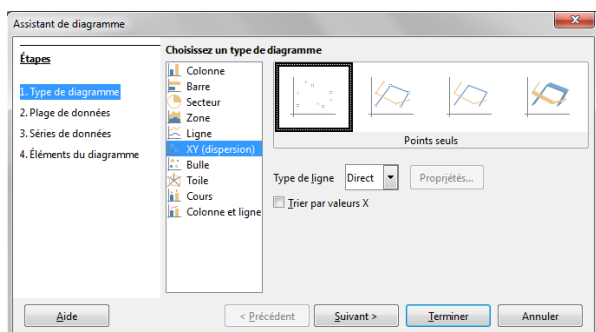 Assistant de diagramme
Étapes
1. Type de diagramme
2. Plage de données
3. Séries de données
4. Éléments du diagramme
Choisissez un type de diagramme
Colonne
Barre
Secteur
Zone
Ligne
XY (dispersion)
Bulle
Toile
Cours
Colonne et ligne
Points seuls
Type de ligne Direct Propriétés...
Trier par valeurs X
Aide < Précédent Suivant > Terminer Annuler